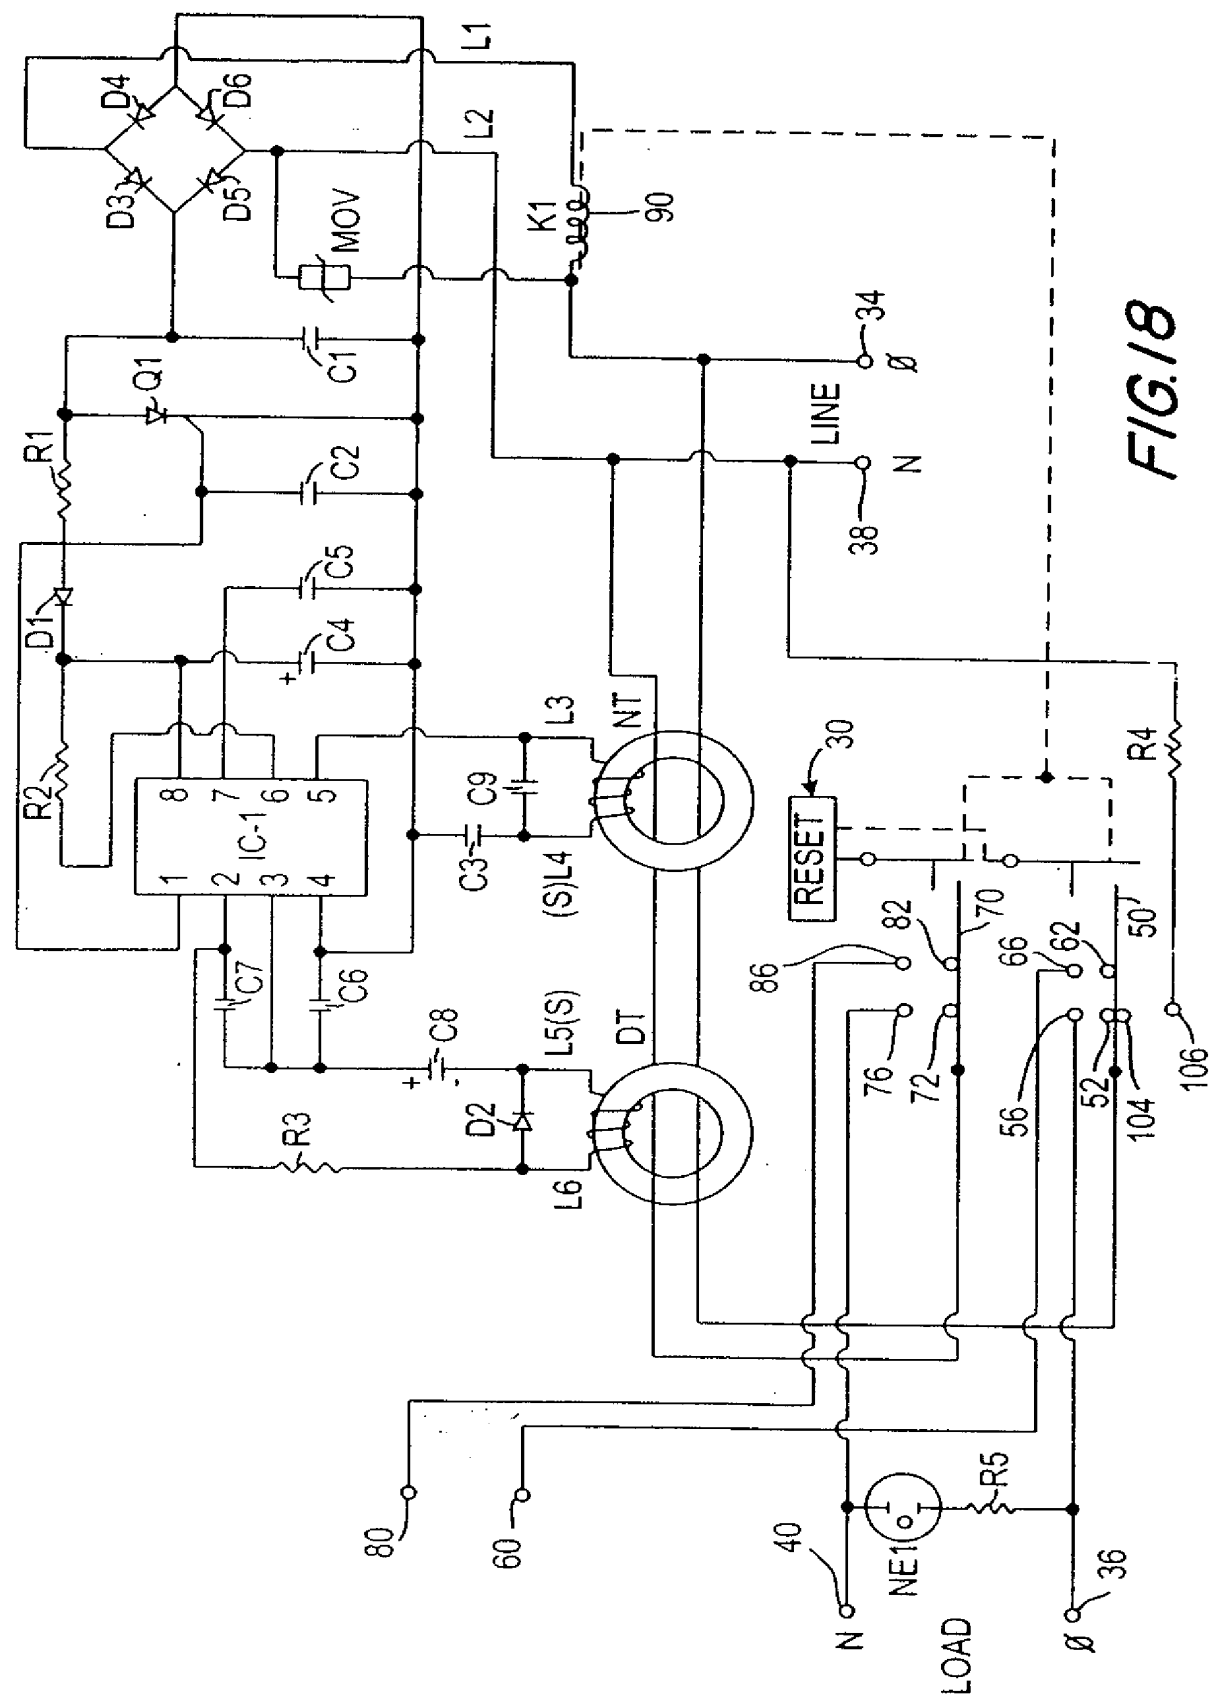 L1
D4
D6
L2
D3
D5
MOV
K1
90
C1
Q1
34
Ø
LINE
R1
C2
N
38
C5
D1
C4
+
L3
NT
R2
8
7
6
5
IC-1
1
2
3
4
C9
C3
(S)L4
30
RESET
R4
C7
C6
86
82
70
66
62
50
L5(S)
DT
C8
+
76
72
56
52
104
106
D2
R3
L6
80
60
40
NE1
R5
N
LOAD
Ø
36
FIG.18